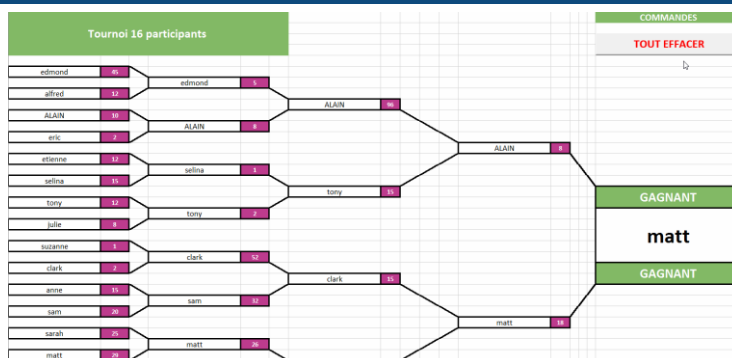 COMMANDES
Tournoi 16 participants
TOUT EFFACER
edmond 45
edmond 5
alfred 12
ALAIN 96
ALAIN 10
ALAIN 8
eric 2
ALAIN 8
etienne 12
selina 1
selina 15
tony 35
GAGNANT
tony 12
tony 2
julie 8
matt
suzanne 1
clark 52
clark 2
GAGNANT
clark 15
anne 15
sam 32
sam 20
matt 18
sarah 25
matt 26
matt 29